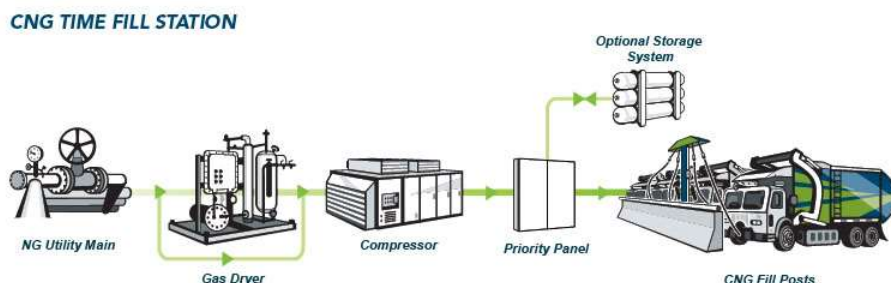 CNG TIME FILL STATION
Optional Storage
System
NG Utility Main
Gas Dryer
Compressor
Priority Panel
CNG Fill Posts